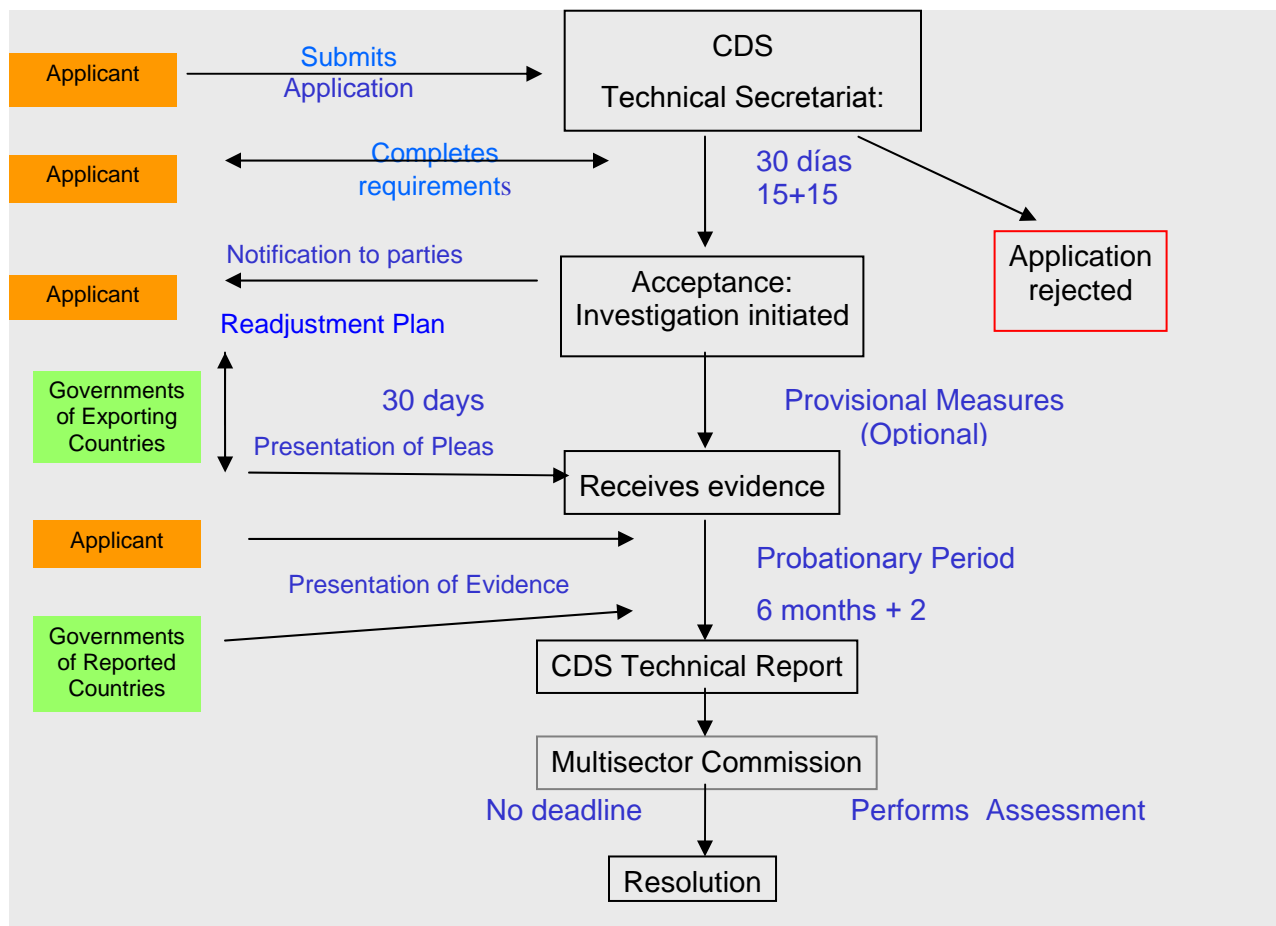 CDS
Technical Secretariat:
Applicant
Submits
Application
Applicant
Completes
requirements
30 días
15+15
Application
rejected
Applicant
Notification to parties
Acceptance:
Investigation initiated
Readjustment Plan
Governments
of Exporting
Countries
30 days
Provisional Measures
(Optional)
Presentation of Pleas
Receives evidence
Applicant
Probationary Period
Presentation of Evidence
6 months + 2
Governments
of Reported
Countries
CDS Technical Report
Multisector Commission
No deadline
Performs Assessment
Resolution